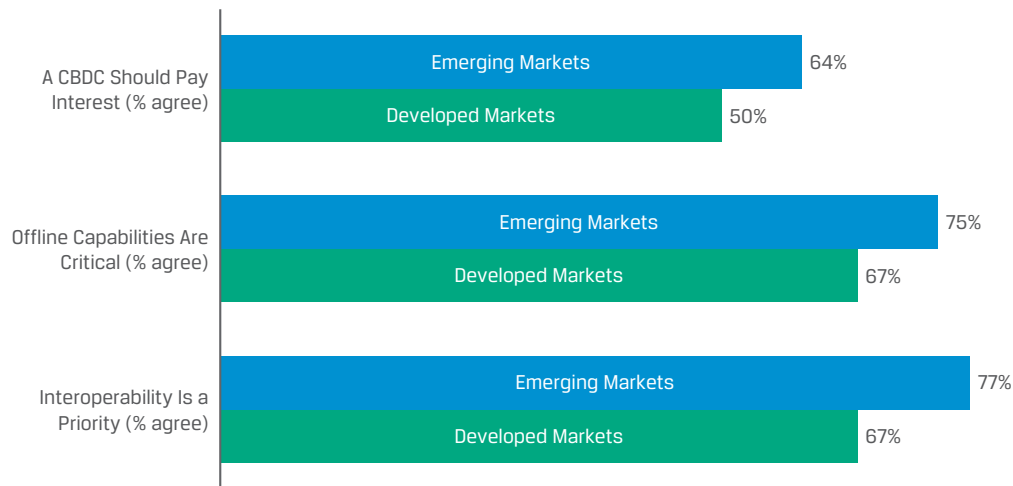 A CBDC Should Pay
Interest (% agree)
Emerging Markets
64%
Developed Markets
50%
Offline Capabilities Are
Critical (% agree)
Emerging Markets
75%
Developed Markets
67%
Interoperability Is a
Priority (% agree)
Emerging Markets
77%
Developed Markets
67%